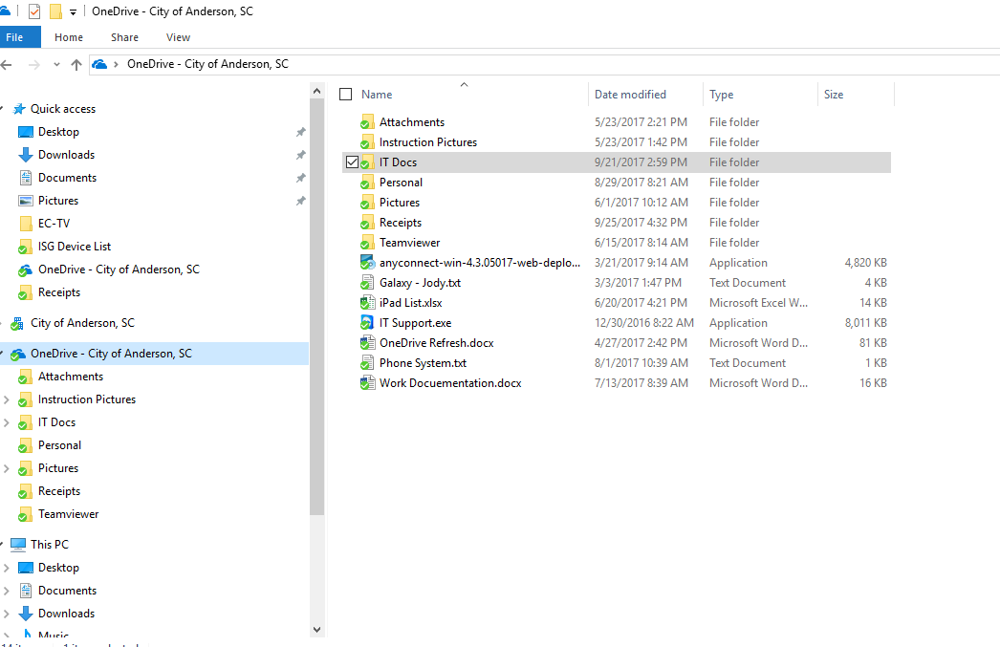 OneDrive - City of Anderson, SC
File Home Share View
OneDrive - City of Anderson, SC
Quick access
Desktop
Downloads
Documents
Pictures
EC-TV
ISG Device List
OneDrive - City of Anderson, SC
Receipts
City of Anderson, SC
OneDrive - City of Anderson, SC
Attachments
Instruction Pictures
IT Docs
Personal
Pictures
Receipts
Teamviewer
This PC
Desktop
Documents
Downloads
Music
Name Date modified Type Size
Attachments 5/23/2017 2:21 PM File folder
Instruction Pictures 5/23/2017 1:42 PM File folder
IT Docs 9/21/2017 2:59 PM File folder
Personal 8/29/2017 8:21 AM File folder
Pictures 6/1/2017 10:12 AM File folder
Receipts 9/25/2017 4:32 PM File folder
Teamviewer 6/15/2017 8:14 AM File folder
anyconnect-win-4.3.05017-web-deplo... 3/21/2017 9:14 AM Application 4,820 KB
Galaxy - Jody.txt 3/3/2017 1:47 PM Text Document 4 KB
iPad List.xlsx 6/20/2017 4:21 PM Microsoft Excel W... 14 KB
IT Support.exe 12/30/2016 8:22 AM Application 8,011 KB
OneDrive Refresh.docx 4/27/2017 2:42 PM Microsoft Word D... 81 KB
Phone System.txt 8/1/2017 10:39 AM Text Document 1 KB
Work Docuementation.docx 7/13/2017 8:39 AM Microsoft Word D... 16 KB